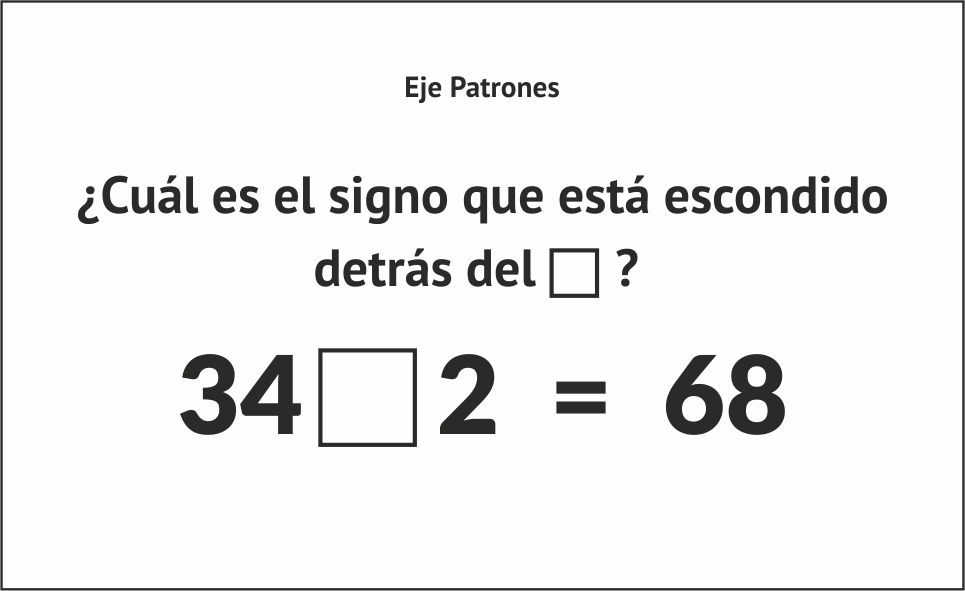 Eje Patrones
¿Cuál es el signo que está escondido
detrás del □ ?
34 □ 2 = 68